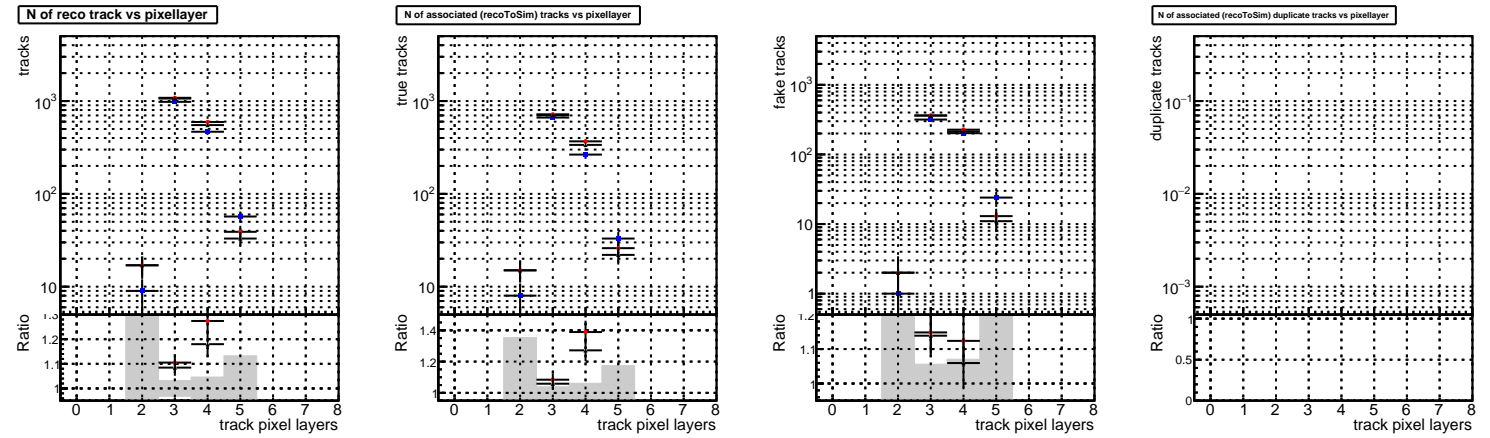 N of reco track vs pixellayer
tracks
10³
10²
10
Ratio
1.3
1.2
1.1
1
0 1 2 3 4 5 6 7 8
track pixel layers
N of associated (recoToSim) tracks vs pixellayer
true tracks
10³
10²
10
Ratio
1.4
1.2
1
0 1 2 3 4 5 6 7 8
track pixel layers
fake tracks
10³
10²
10
1
Ratio
1.2
1.1
1
0 1 2 3 4 5 6 7 8
track pixel layers
N of associated (recoToSim) duplicate tracks vs pixellayer
duplicate tracks
10⁻¹
10⁻²
10⁻³
Ratio
1
0.5
0
0 1 2 3 4 5 6 7 8
track pixel layers